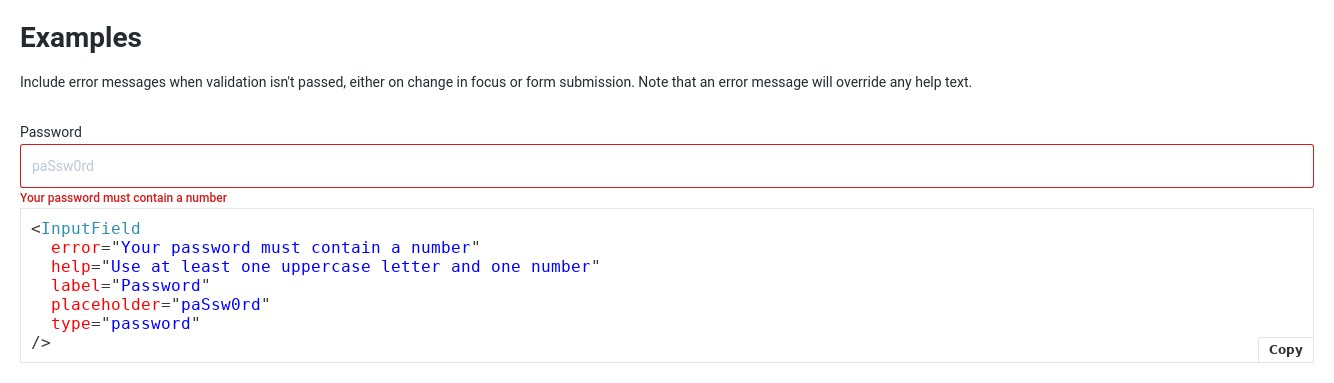 Examples
Include error messages when validation isn't passed, either on change in focus or form submission. Note that an error message will override any help text.
Password
paSsw0rd
Your password must contain a number
<InputField
  error="Your password must contain a number"
  help="Use at least one uppercase letter and one number"
  label="Password"
  placeholder="paSsw0rd"
  type="password"
/>
Copy